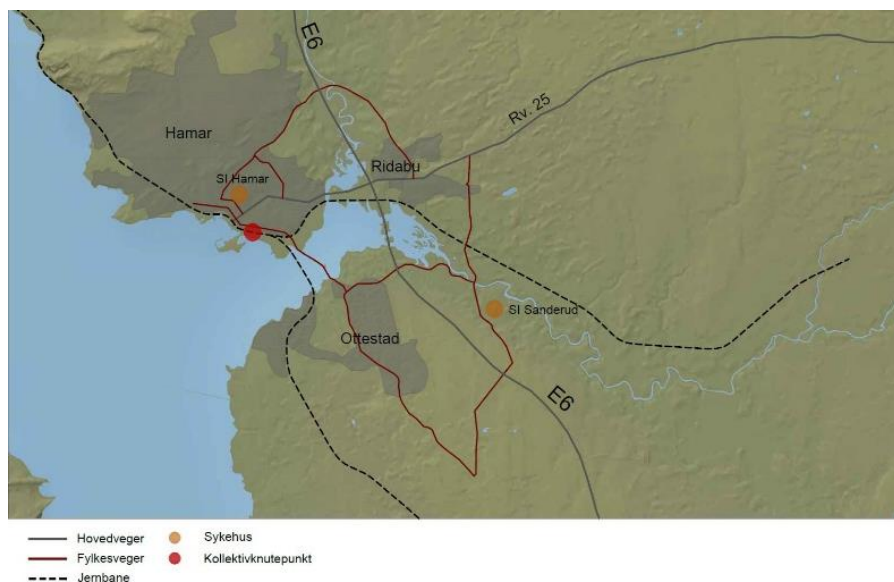 E6
Rv. 25
Hamar
Ridabu
SI Hamar
SI Sanderud
Ottestad
E6
Hovedveger
Sykehus
Fylkesveger
Kollektivknutepunkt
Jernbane